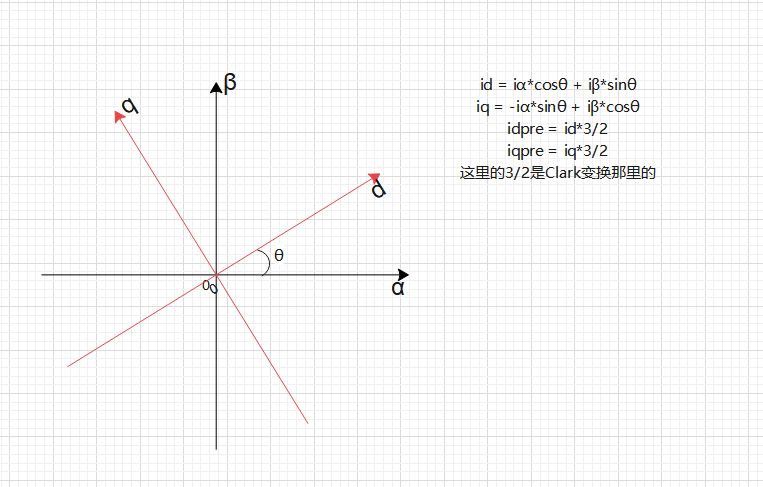 β
q
d
θ
0
0
α
id = iα*cosθ + iβ*sinθ
iq = -iα*sinθ + iβ*cosθ
idpre = id*3/2
iqpre = iq*3/2
这里的3/2是Clark变换那里的